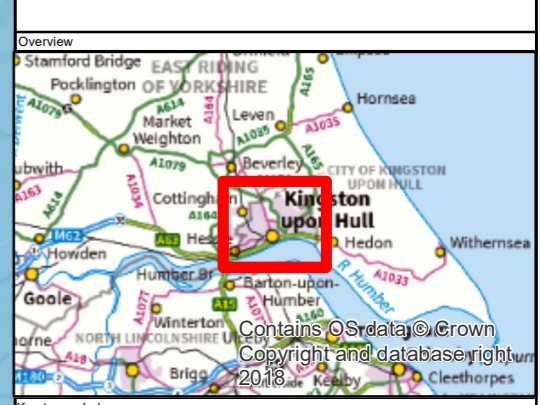 Overview
Stamford Bridge
EAST RIDING
OF YORKSHIRE
Pocklington
A1079
A614
A164
A165
Hornsea
Market
Weighton
Leven
A1035
A1035
A1079
Beverley
A165
CITY OF KINGSTON
UPON HULL
A163
A614
A1034
Cottingham
A164
Kingston
upon Hull
M62
Howden
A63
Hedon
Withernsea
Humber Br
R Humber
A1033
Goole
Barton-upon-
Humber
A15
A1077
A160
Winterton
NORTH LINCOLNSHIRE
Contains OS data © Crown
Copyright and database right
2018
A18
A180
Brigg
Keelby
Cleethorpes